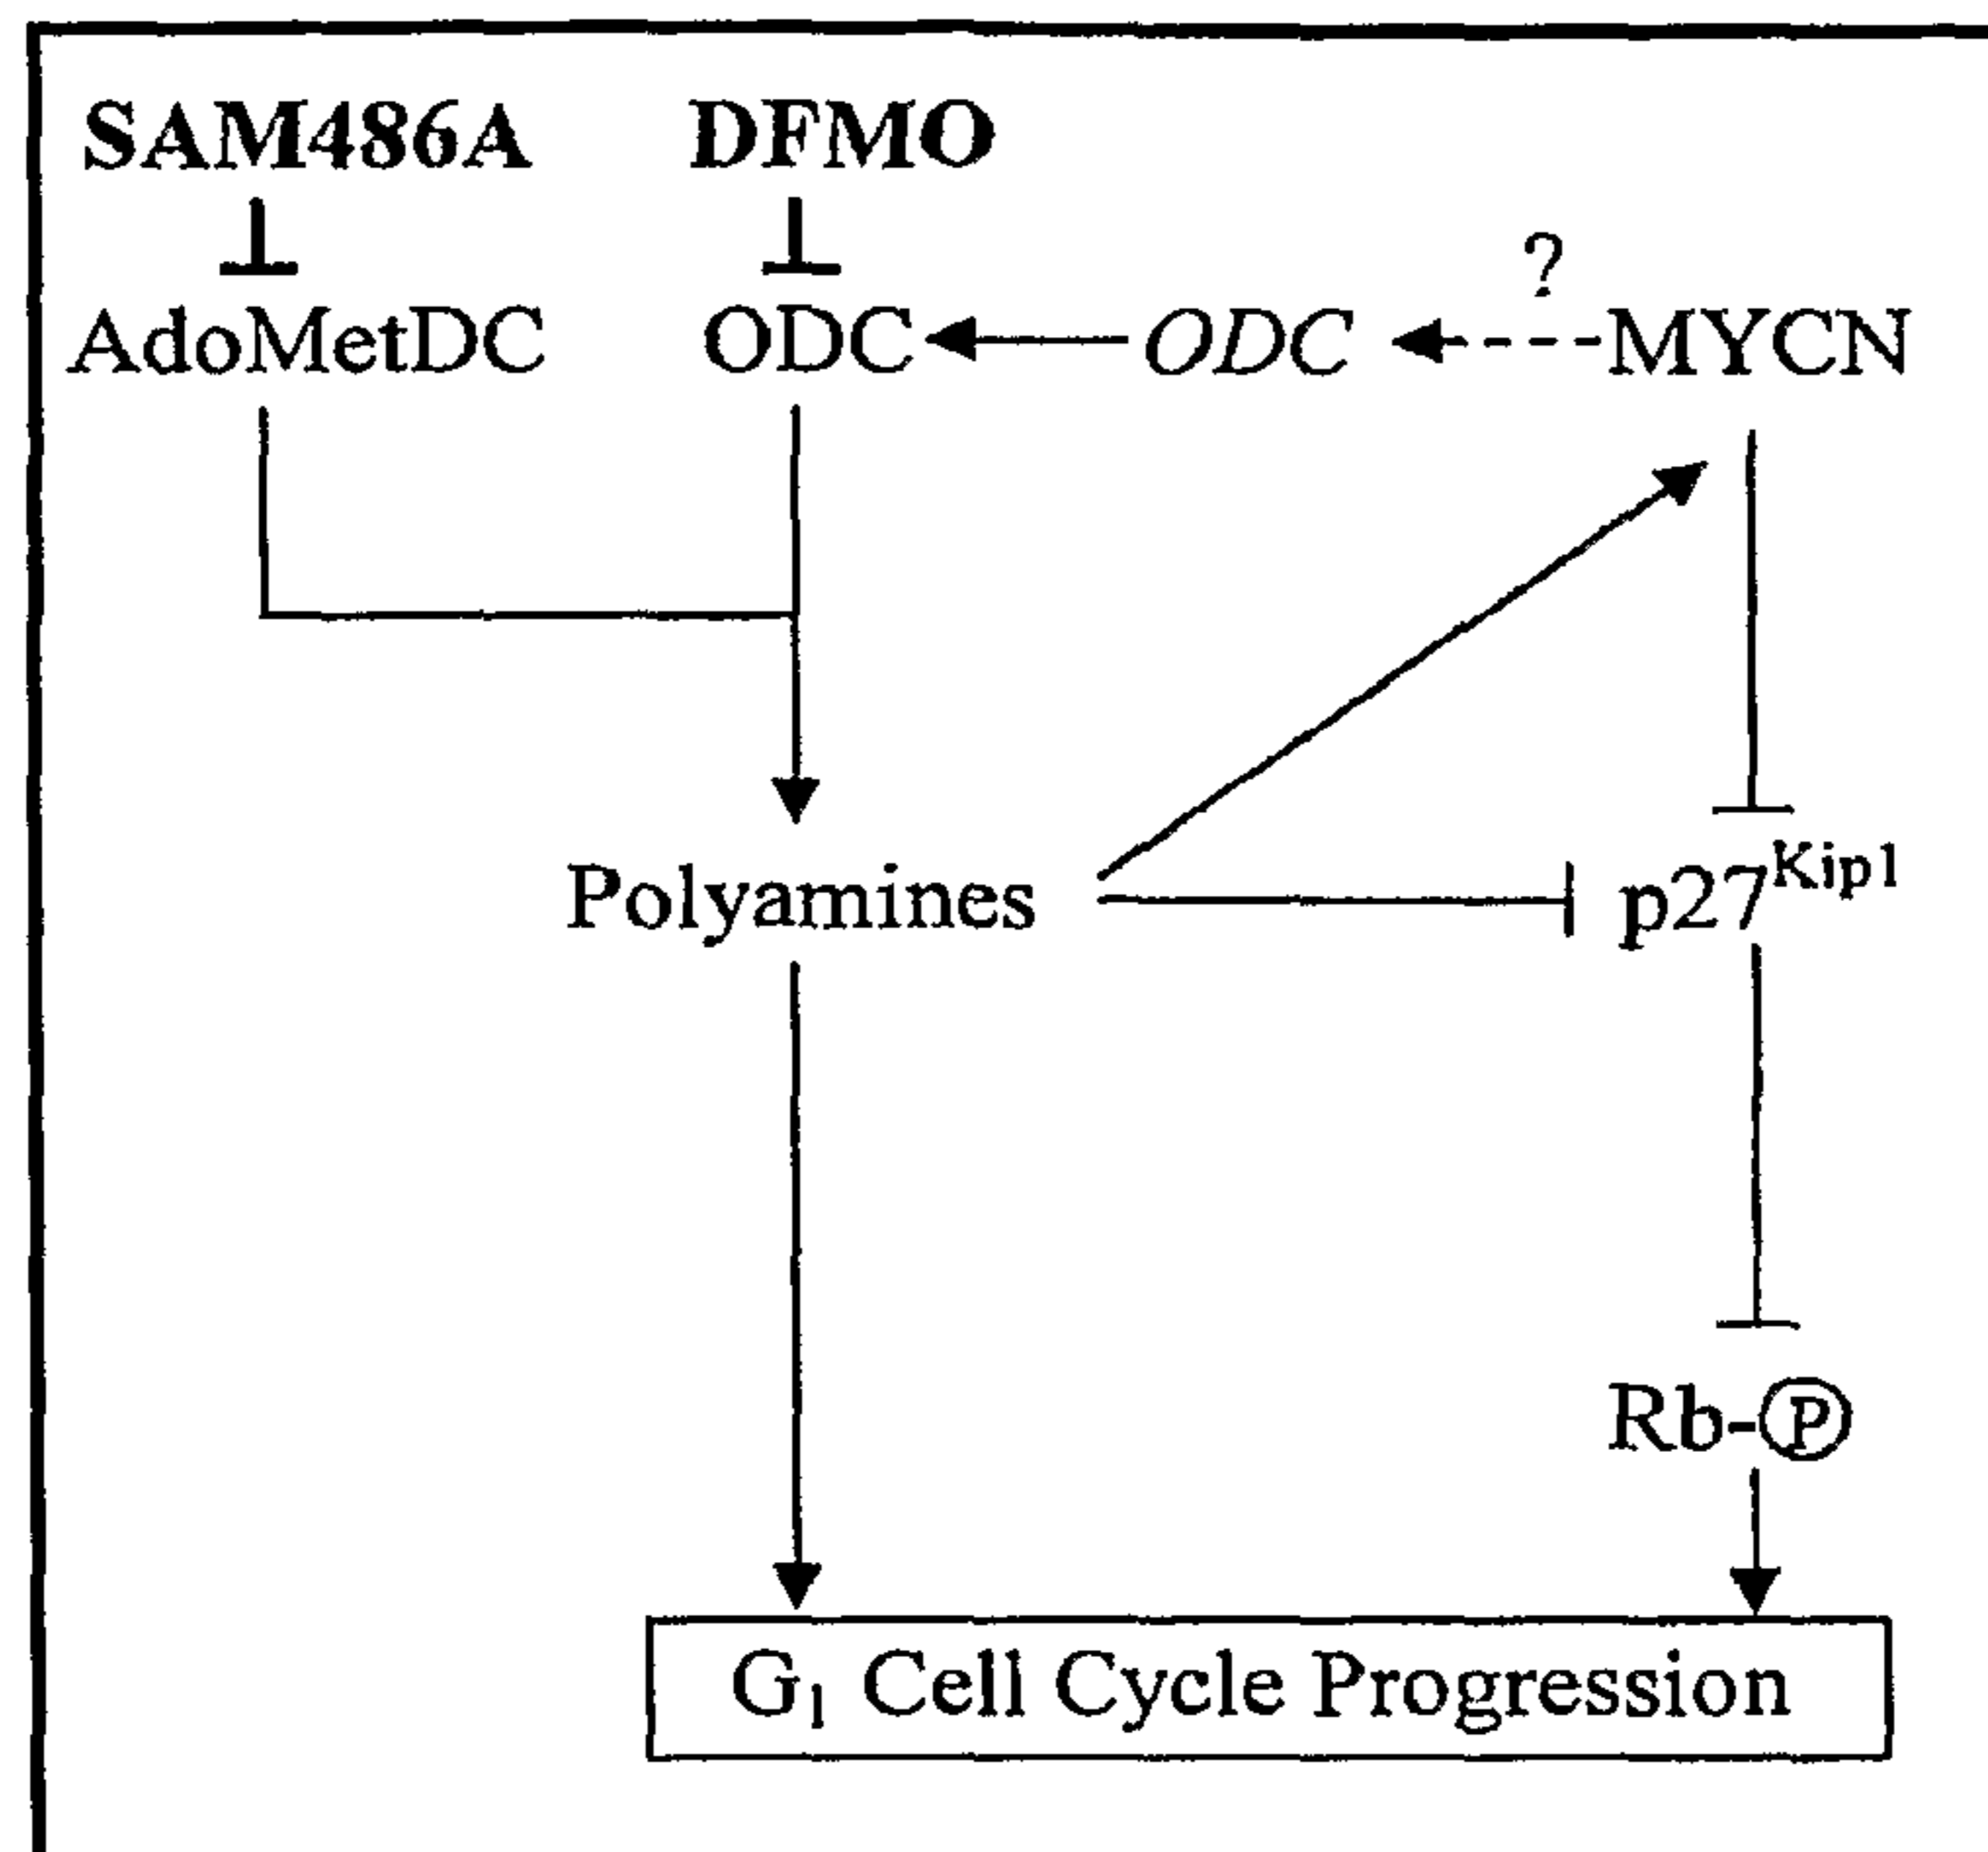 SAM486A DFMO
?
AdoMetDC ODC ODC MYCN
Polyamines p27Kip1
Rb-P
G1 Cell Cycle Progression